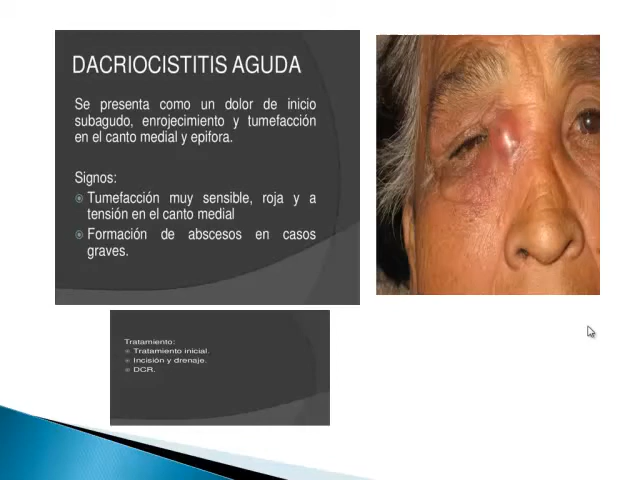 DACRIOCISTITIS AGUDA
Se presenta como un dolor de inicio
subagudo, enrojecimiento y tumefacción
en el canto medial y epifora.
Signos:
Tumefacción muy sensible, roja y a
tensión en el canto medial
Formación de abscesos en casos
graves.
Tratamiento:
Tratamiento inicial.
Incisión y drenaje.
DCR.